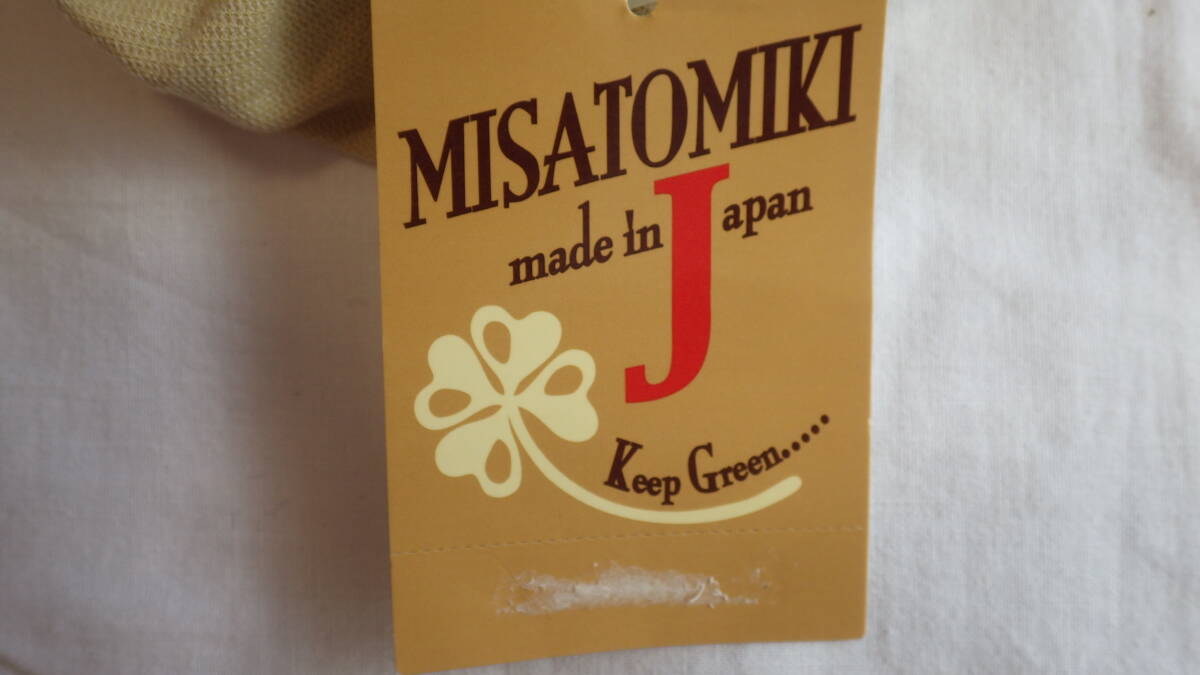 MISATOMIKI
made in Japan
Keep Green.....